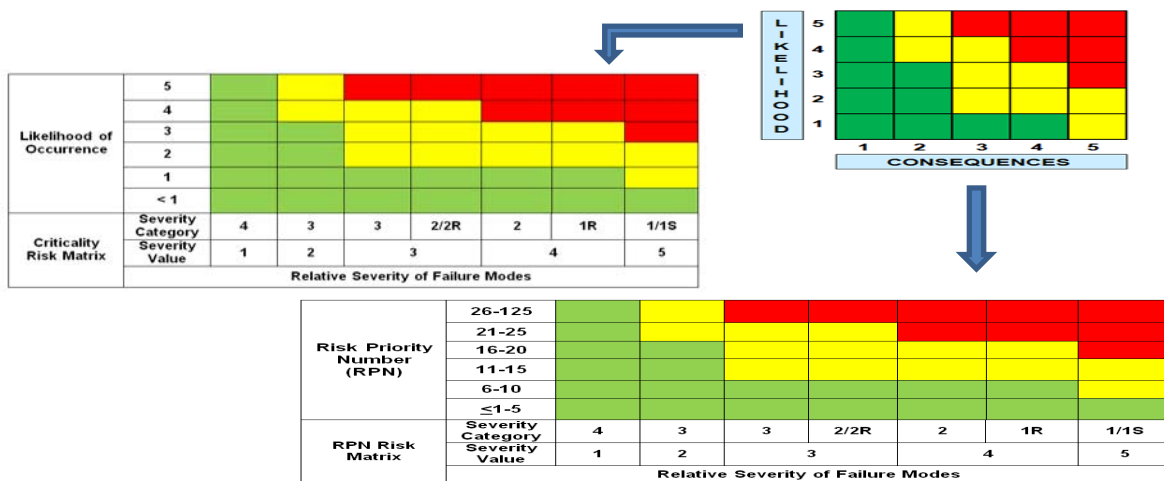 LIKELIHOOD
5
4
3
2
1
1 2 3 4 5
CONSEQUENCES
Likelihood of
Occurrence
5
4
3
2
1
< 1
Criticality
Risk Matrix
Severity
Category
4 3 3 2/2R 2 1R 1/1S
Severity
Value
1 2 3 4 5
Relative Severity of Failure Modes
Risk Priority
Number
(RPN)
26-125
21-25
16-20
11-15
6-10
≤1-5
RPN Risk
Matrix
Severity
Category
4 3 3 2/2R 2 1R 1/1S
Severity
Value
1 2 3 4 5
Relative Severity of Failure Modes